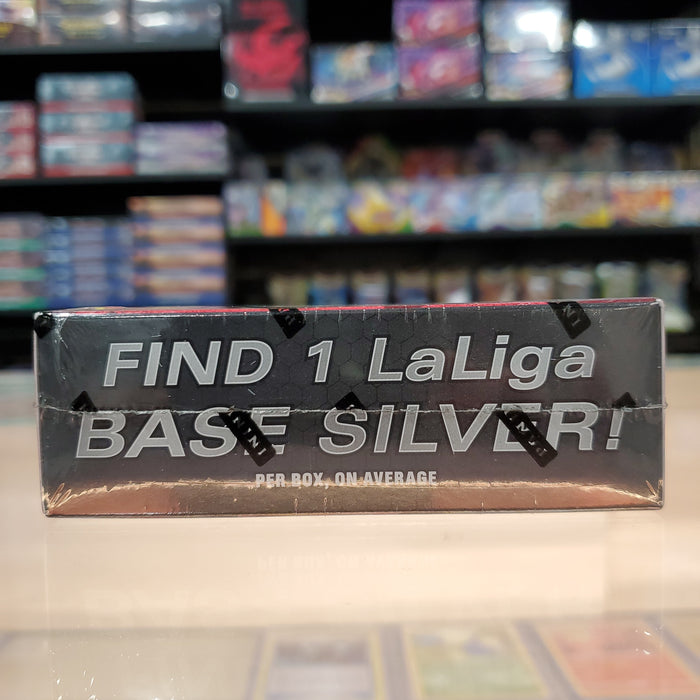 FIND 1 LaLiga
BASE SILVER!
PER BOX, ON AVERAGE